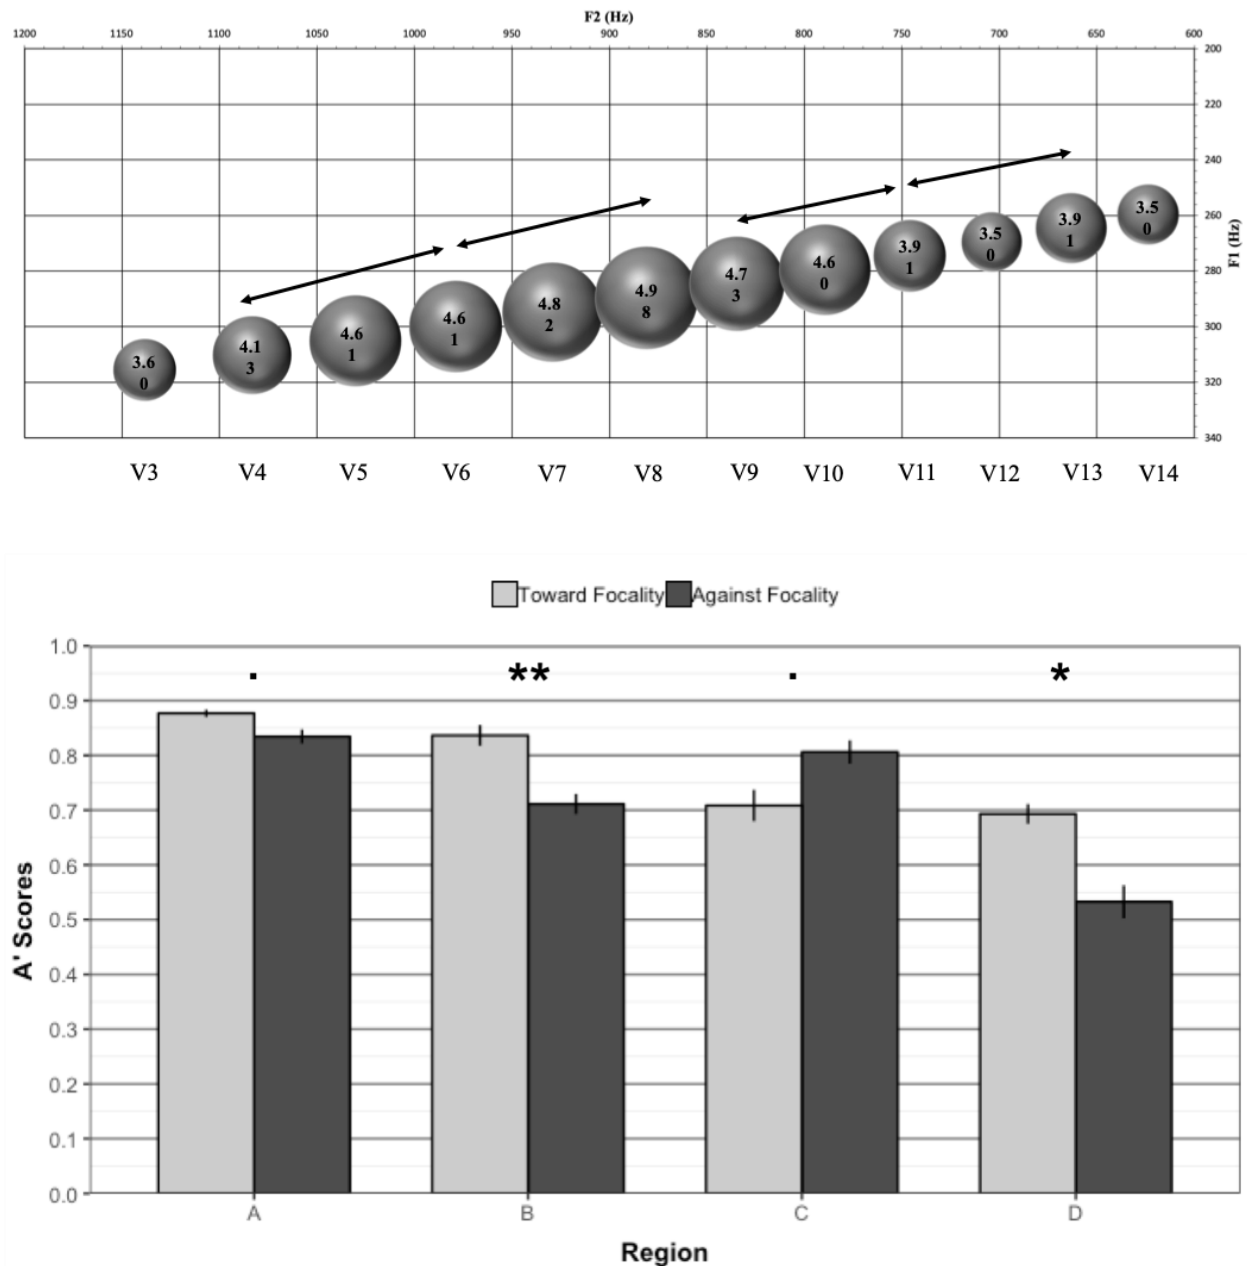 F2 (Hz)
1200 1150 1100 1050 1000 950 900 850 800 750 700 650 600
200
220
240
260
280
300
320
340
F1 (Hz)
3.6 4.1 4.6 4.6 4.8 4.9 4.7 4.6 3.9 3.5 3.9 3.5
0 3 1 1 2 8 3 0 1 0 1 0
V3 V4 V5 V6 V7 V8 V9 V10 V11 V12 V13 V14
Toward Focality Against Focality
1.0
. ** . *
0.9
0.8
0.7
0.6
0.5
0.4
0.3
0.2
0.1
0.0
A' Scores
A B C D
Region